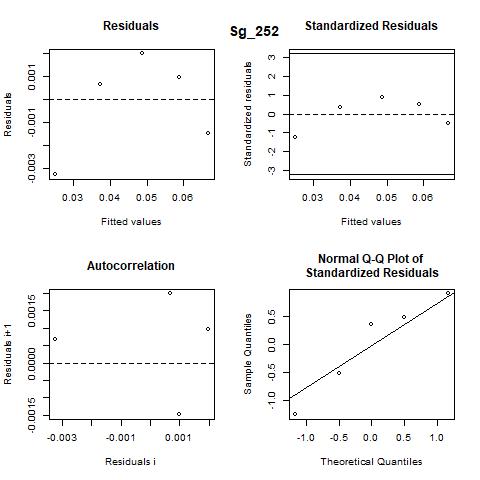 Sg_252
Residuals
Residuals
-0.003
-0.001
0.001
0.03
0.04
0.05
0.06
Fitted values
Standardized Residuals
Standardized residuals
-3
-2
-1
0
1
2
3
0.03
0.04
0.05
0.06
Fitted values
Autocorrelation
Residuals i+1
-0.0015
0.0000
0.0015
-0.003
-0.001
0.001
Residuals i
Normal Q-Q Plot of
Standardized Residuals
Sample Quantiles
-1.0
-0.5
0.0
0.5
-1.0
-0.5
0.0
0.5
1.0
Theoretical Quantiles